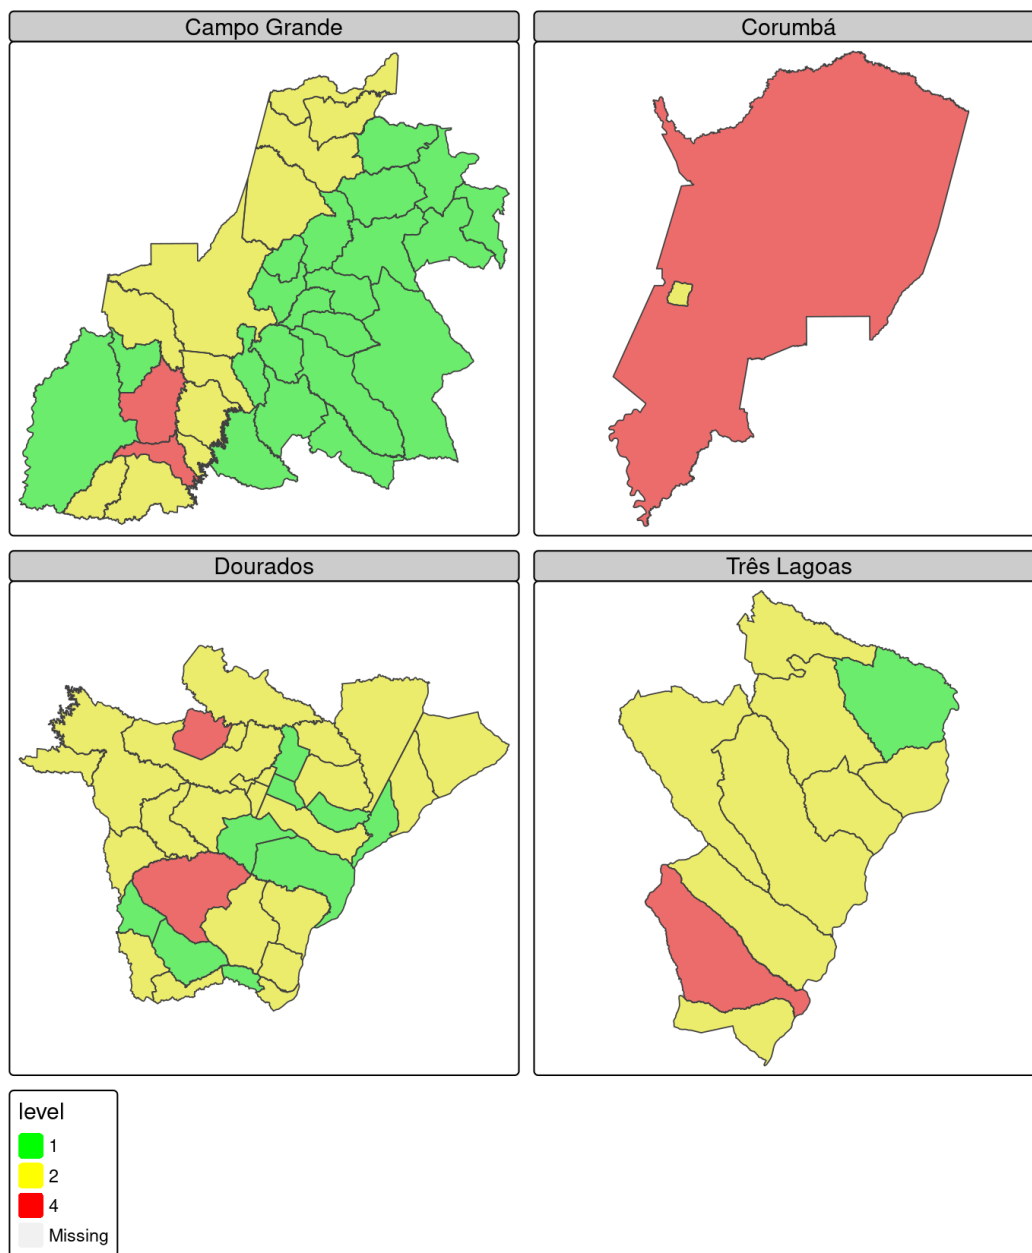 Campo Grande
Corumbá
Dourados
Três Lagoas
level
1
2
4
Missing